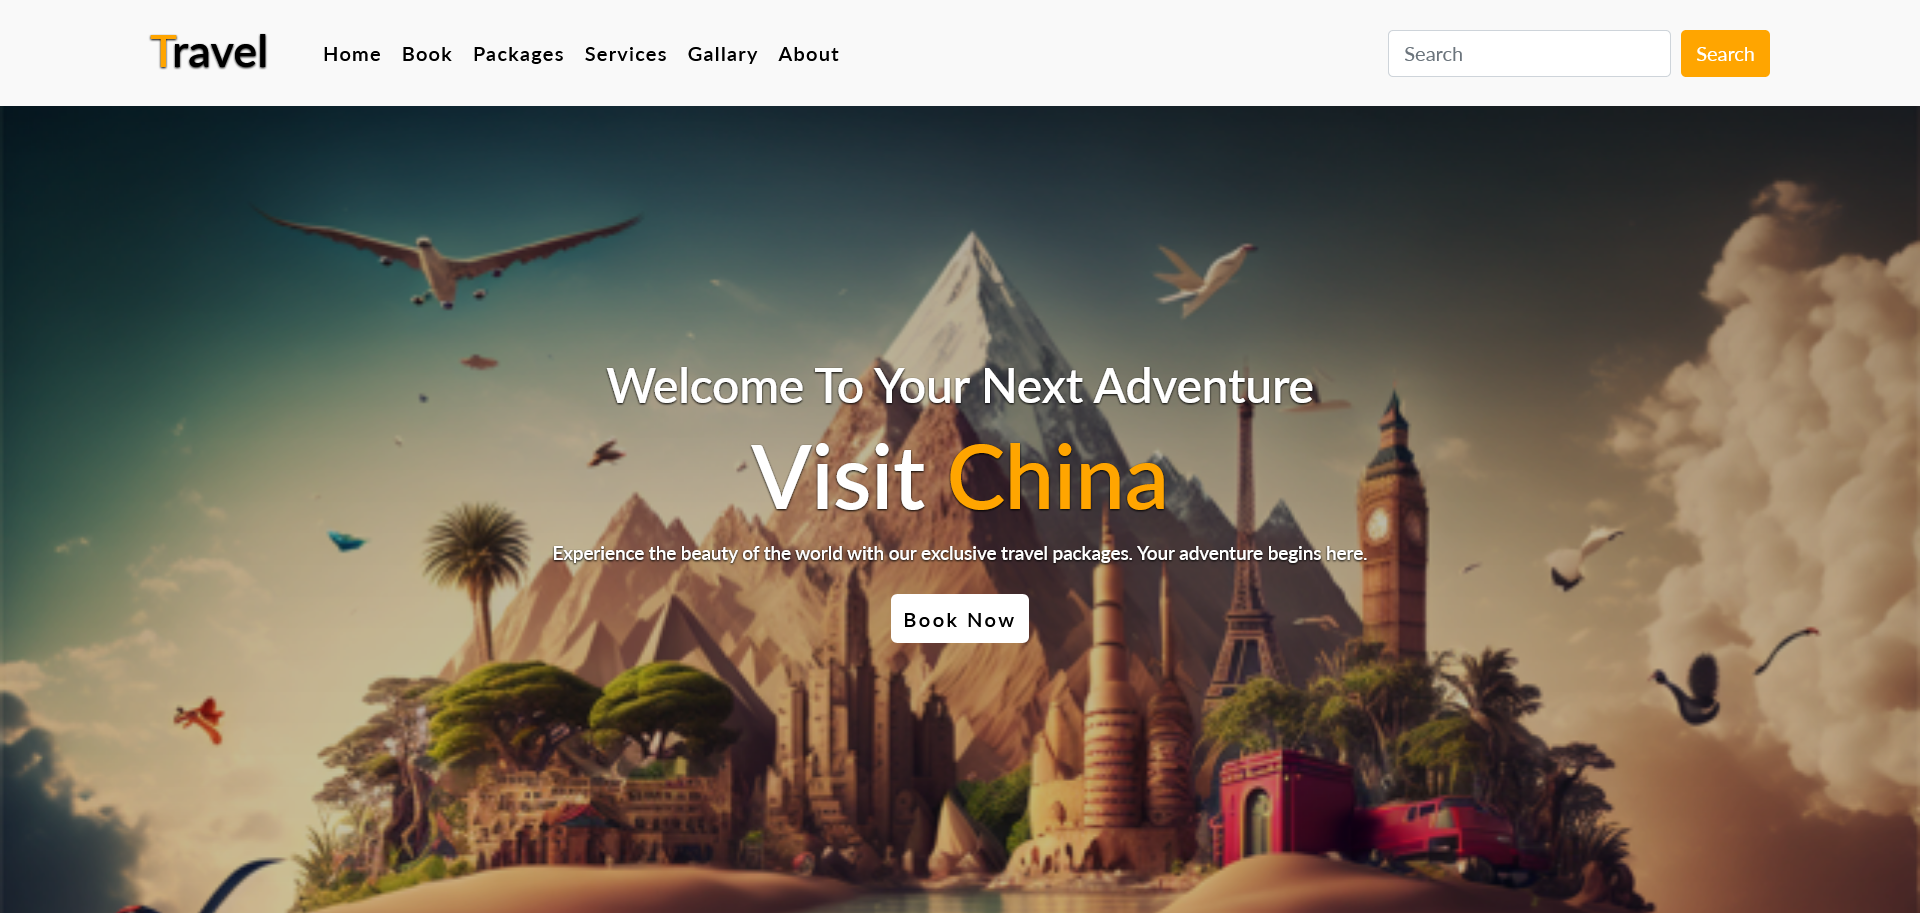 Travel Home Book Packages Services Gallary About Search Search
Welcome To Your Next Adventure
Visit China
Experience the beauty of the world with our exclusive travel packages. Your adventure begins here.
Book Now